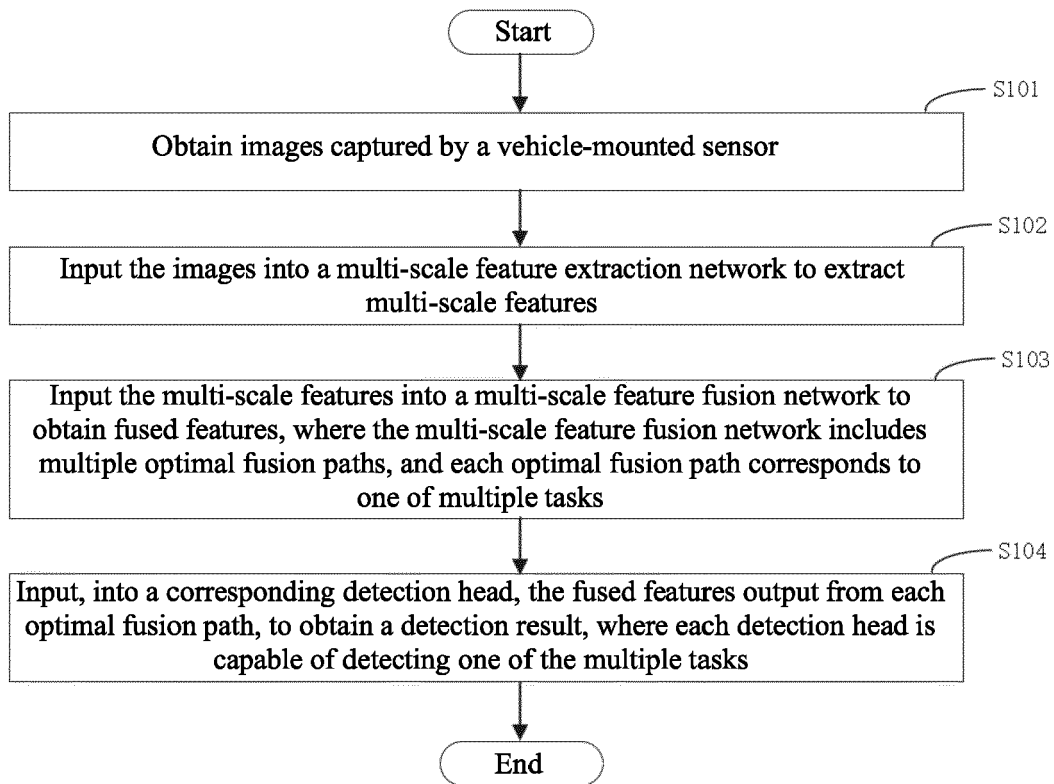 Start
S101
Obtain images captured by a vehicle-mounted sensor
S102
Input the images into a multi-scale feature extraction network to extract
multi-scale features
S103
Input the multi-scale features into a multi-scale feature fusion network to
obtain fused features, where the multi-scale feature fusion network includes
multiple optimal fusion paths, and each optimal fusion path corresponds to
one of multiple tasks
S104
Input, into a corresponding detection head, the fused features output from each
optimal fusion path, to obtain a detection result, where each detection head is
capable of detecting one of the multiple tasks
End